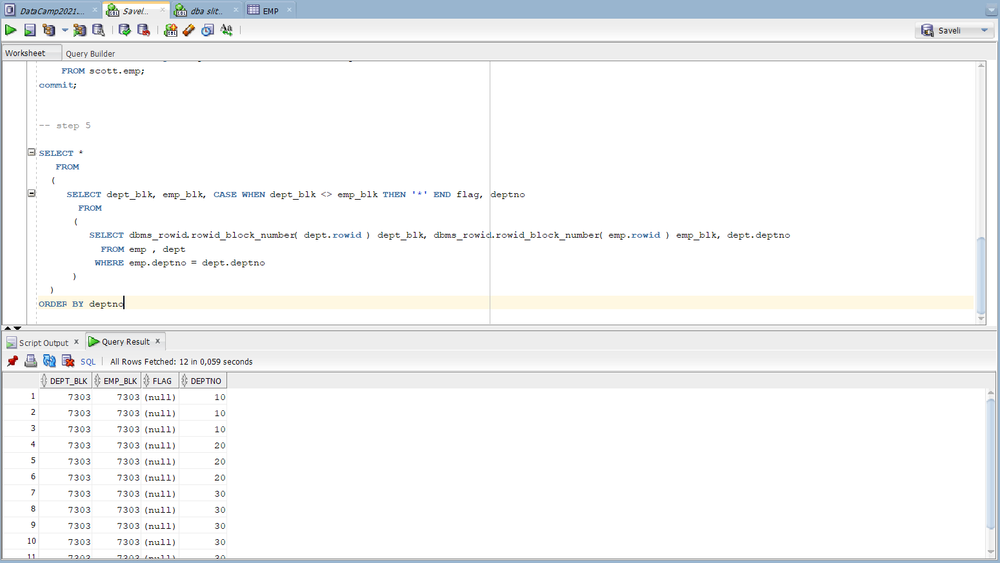 DataCamp2021....
Savel...
dba slit..
EMP
Saveli
Worksheet
Query Builder
FROM scott.emp;
commit;
-- step 5
SELECT *
FROM
(
SELECT dept_blk, emp_blk, CASE WHEN dept_blk <> emp_blk THEN '*' END flag, deptno
FROM
(
SELECT dbms_rowid.rowid_block_number( dept.rowid ) dept_blk, dbms_rowid.rowid_block_number( emp.rowid ) emp_blk, dept.deptno
FROM emp , dept
WHERE emp.deptno = dept.deptno
)
)
ORDER BY deptno
Script Output
Query Result
SQL
All Rows Fetched: 12 in 0,059 seconds
DEPT_BLK EMP_BLK FLAG DEPTNO
1 7303 7303 (null) 10
2 7303 7303 (null) 10
3 7303 7303 (null) 10
4 7303 7303 (null) 20
5 7303 7303 (null) 20
6 7303 7303 (null) 20
7 7303 7303 (null) 30
8 7303 7303 (null) 30
9 7303 7303 (null) 30
10 7303 7303 (null) 30
11 7303 7303 (null) 30